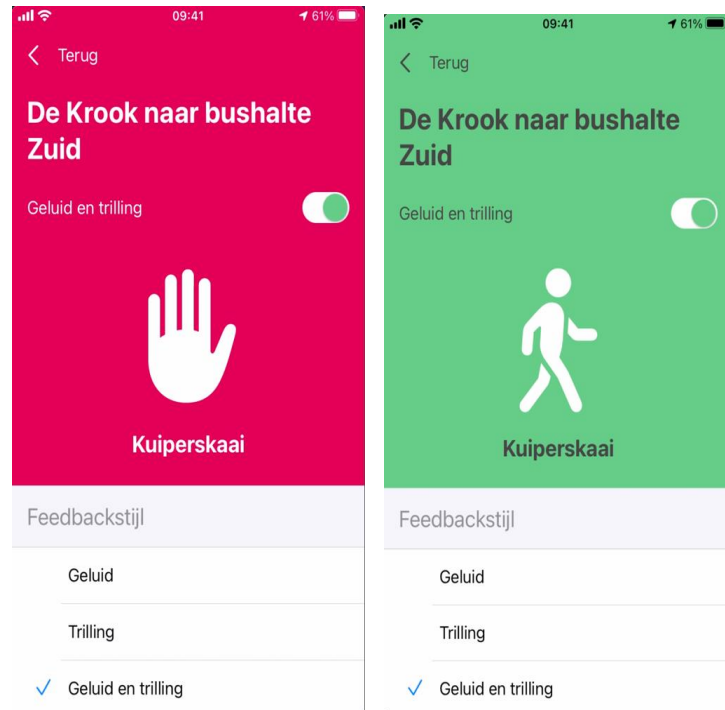 09:41
61%
Terug
De Krook naar bushalte
Zuid
Geluid en trilling
Kuiperskaai
Feedbackstijl
Geluid
Trilling
Geluid en trilling
09:41
61%
Terug
De Krook naar bushalte
Zuid
Geluid en trilling
Kuiperskaai
Feedbackstijl
Geluid
Trilling
Geluid en trilling